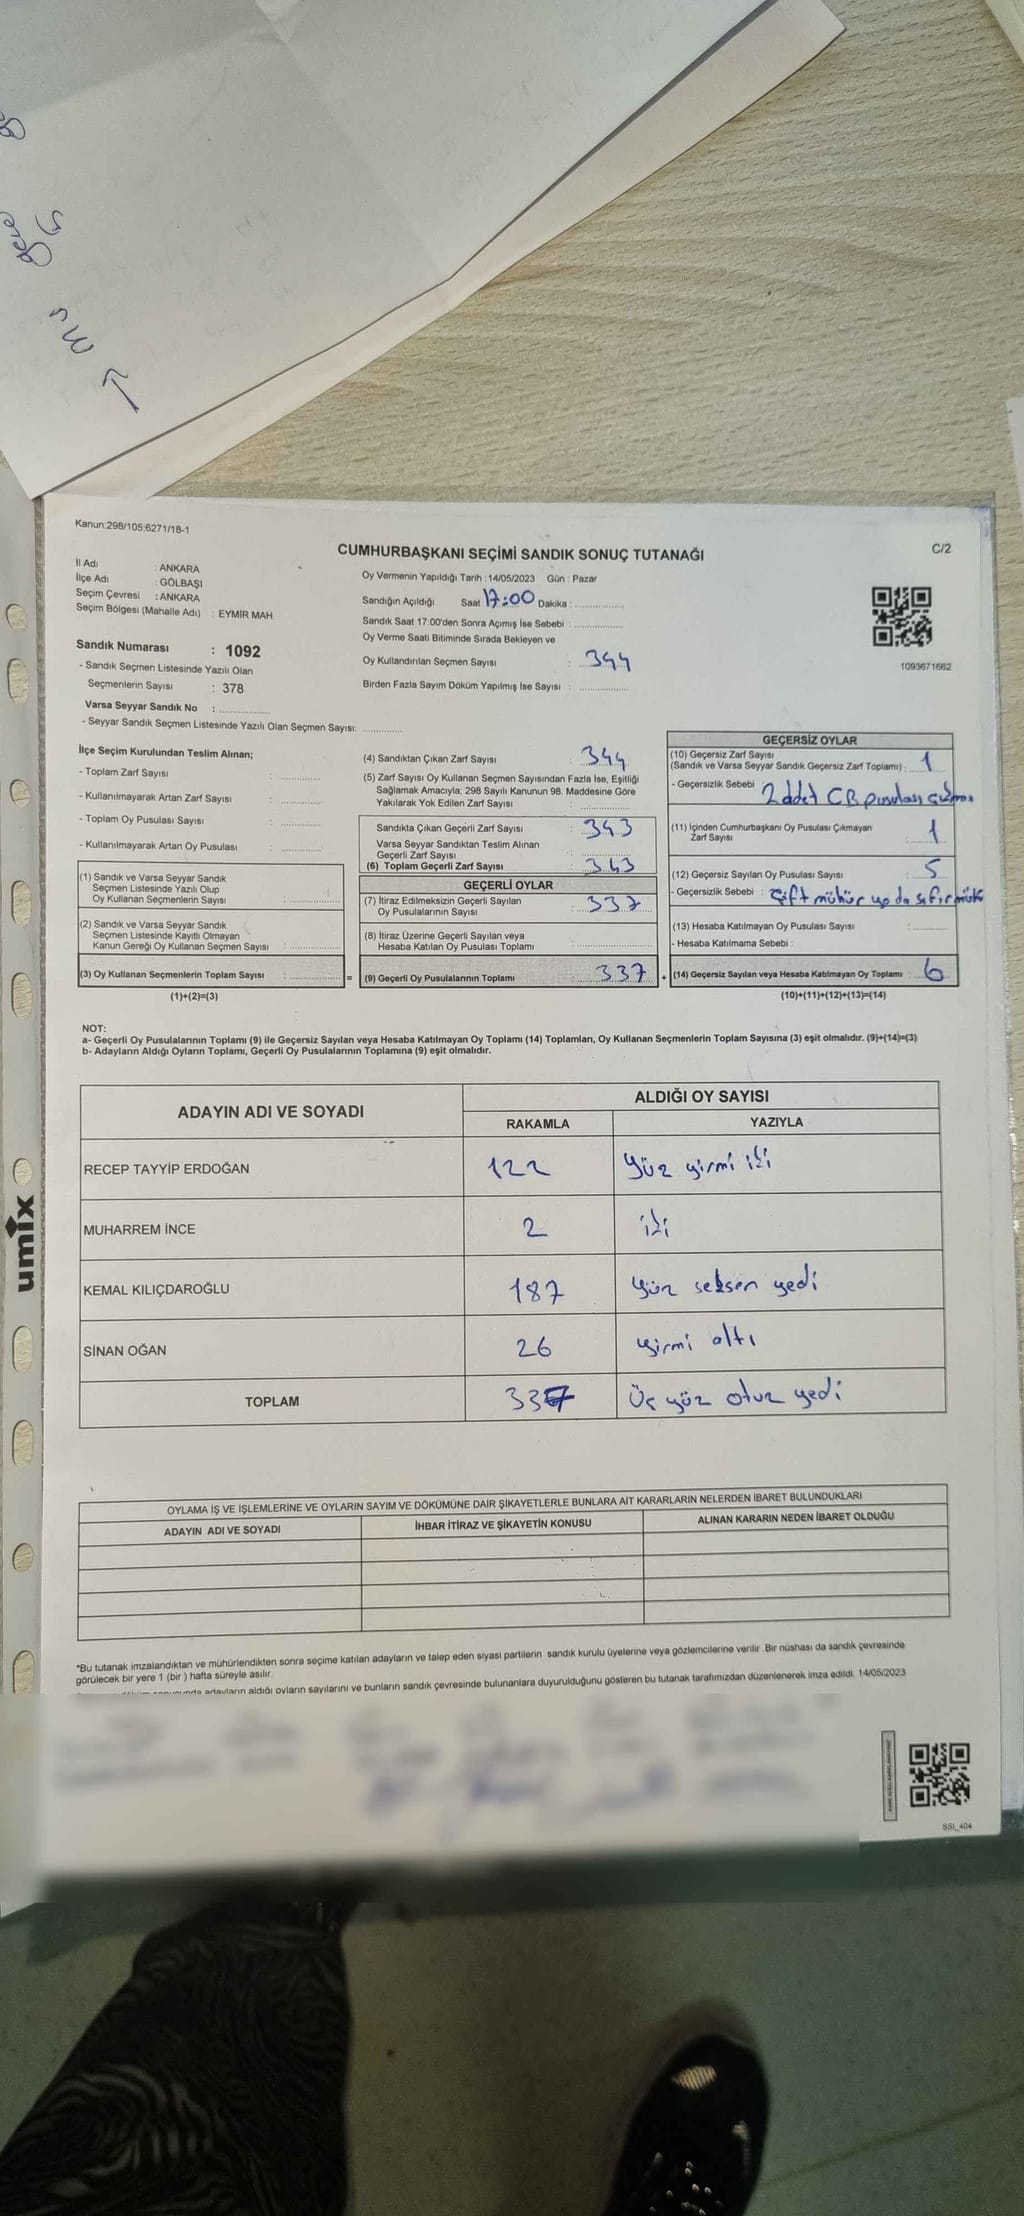 Kanun:298/105;6271/18-1
CUMHURBAŞKANI SEÇİMİ SANDIK SONUÇ TUTANAĞI
C/2
İl Adı : ANKARA
İlçe Adı : GÖLBAŞI
Seçim Çevresi : ANKARA
Seçim Bölgesi (Mahalle Adı) : EYMİR MAH.
Sandık Numarası : 1092
- Sandık Seçmen Listesinde Yazılı Olan
Seçmenlerin Sayısı : 378
Varsa Seyyar Sandık No :
- Seyyar Sandık Seçmen Listesinde Yazılı Olan Seçmen Sayısı:
Oy Vermenin Yapıldığı Tarih :14/05/2023 Gün : Pazar
Sandığın Açıldığı Saat 17:00 Dakika :
Sandık Saat 17:00'den Sonra Açımış İse Sebebi :
Oy Verme Saati Bitiminde Sırada Bekleyen ve
Oy Kullandırılan Seçmen Sayısı : 344
Birden Fazla Sayım Döküm Yapılmış İse Sayısı :
1093671662
İlçe Seçim Kurulundan Teslim Alınan;
- Toplam Zarf Sayısı :
- Kullanılmayarak Artan Zarf Sayısı :
- Toplam Oy Pusulası Sayısı :
- Kullanılmayarak Artan Oy Pusulası :
(1) Sandık ve Varsa Seyyar Sandık
Seçmen Listesinde Yazılı Olup
Oy Kullanan Seçmenlerin Sayısı :
(2) Sandık ve Varsa Seyyar Sandık
Seçmen Listesinde Kayıtlı Olmayan
Kanun Gereği Oy Kullanan Seçmen Sayısı :
(3) Oy Kullanan Seçmenlerin Toplam Sayısı : =
(1)+(2)=(3)
(4) Sandıktan Çıkan Zarf Sayısı : 344
(5) Zarf Sayısı Oy Kullanan Seçmen Sayısından Fazla İse, Eşitliği
Sağlamak Amacıyla; 298 Sayılı Kanunun 98. Maddesine Göre
Yakılarak Yok Edilen Zarf Sayısı :
Sandıkta Çıkan Geçerli Zarf Sayısı : 343
Varsa Seyyar Sandıktan Teslim Alınan
Geçerli Zarf Sayısı :
(6) Toplam Geçerli Zarf Sayısı : 343
GEÇERLİ OYLAR
(7) İtiraz Edilmeksizin Geçerli Sayılan
Oy Pusulalarının Sayısı : 337
(8) İtiraz Üzerine Geçerli Sayılan veya
Hesaba Katılan Oy Pusulası Toplamı :
(9) Geçerli Oy Pusulalarının Toplamı : 337 +
GEÇERSİZ OYLAR
(10) Geçersiz Zarf Sayısı
(Sandık ve Varsa Seyyar Sandık Geçersiz Zarf Toplamı) : 1
- Geçersizlik Sebebi 2 adet CB pusulası
(11) İçinden Cumhurbaşkanı Oy Pusulası Çıkmayan
Zarf Sayısı : 1
(12) Geçersiz Sayılan Oy Pusulası Sayısı : 5
- Geçersizlik Sebebi : Çift mühür ya da sıfır
(13) Hesaba Katılmayan Oy Pusulası Sayısı :
- Hesaba Katılmama Sebebi :
(14) Geçersiz Sayılan veya Hesaba Katılmayan Oy Toplamı : 6
(10)+(11)+(12)+(13)=(14)
NOT:
a- Geçerli Oy Pusulalarının Toplamı (9) ile Geçersiz Sayılan veya Hesaba Katılmayan Oy Toplamı (14) Toplamları, Oy Kullanan Seçmenlerin Toplam Sayısına (3) eşit olmalıdır. (9)+(14)=(3)
b- Adayların Aldığı Oyların Toplamı, Geçerli Oy Pusulalarının Toplamına (9) eşit olmalıdır.
ADAYIN ADI VE SOYADI
ALDIĞI OY SAYISI
RAKAMLA YAZIYLA
RECEP TAYYİP ERDOĞAN 122 Yüz yirmi iki
MUHARREM İNCE 2 iki
KEMAL KILIÇDAROĞLU 187 Yüz seksen yedi
SİNAN OĞAN 26 Yirmi altı
TOPLAM 337 Üç yüz otuz yedi
OYLAMA İŞ VE İŞLEMLERİNE VE OYLARIN SAYIM VE DÖKÜMÜNE DAİR ŞİKAYETLERLE BUNLARA AİT KARARLARIN NELERDEN İBARET BULUNDUKLARI
ADAYIN ADI VE SOYADI İHBAR İTİRAZ VE ŞİKAYETİN KONUSU ALINAN KARARIN NEDEN İBARET OLDUĞU
*Bu tutanak imzalandıktan ve mühürlendikten sonra seçime katılan adayların ve talep eden siyasi partilerin sandık kurulu üyelerine veya gözlemcilerine verilir .Bir nüshası da sandık çevresinde
görülecek bir yere 1 (bir ) hafta süreyle asılır.
adayların aldığı oyların sayılarını ve bunların sandık çevresinde bulunanlara duyurulduğunu gösteren bu tutanak tarafımızdan düzenlenerek imza edildi. 14/05/2023
SSI_404
umix